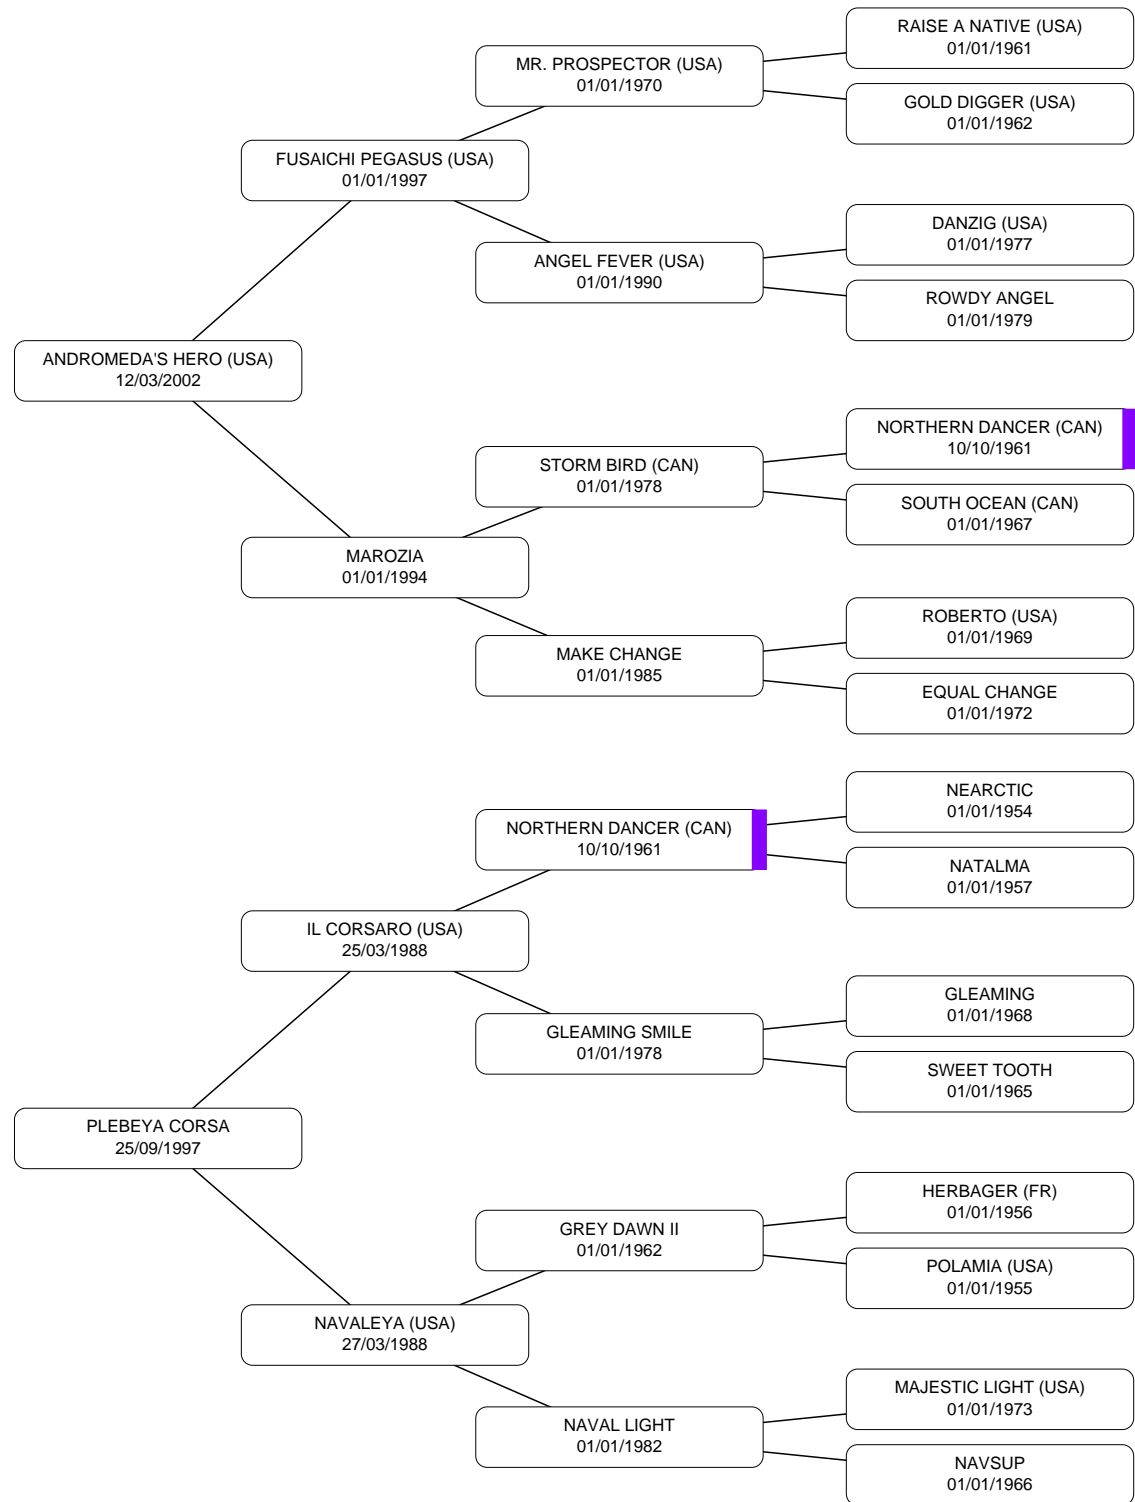 RAISE A NATIVE (USA)
01/01/1961
MR. PROSPECTOR (USA)
01/01/1970
GOLD DIGGER (USA)
01/01/1962
FUSAICHI PEGASUS (USA)
01/01/1997
DANZIG (USA)
01/01/1977
ANGEL FEVER (USA)
01/01/1990
ROWDY ANGEL
01/01/1979
ANDROMEDA'S HERO (USA)
12/03/2002
NORTHERN DANCER (CAN)
10/10/1961
STORM BIRD (CAN)
01/01/1978
SOUTH OCEAN (CAN)
01/01/1967
MAROZIA
01/01/1994
ROBERTO (USA)
01/01/1969
MAKE CHANGE
01/01/1985
EQUAL CHANGE
01/01/1972
NEARCTIC
01/01/1954
NORTHERN DANCER (CAN)
10/10/1961
NATALMA
01/01/1957
IL CORSARO (USA)
25/03/1988
GLEAMING
01/01/1968
GLEAMING SMILE
01/01/1978
SWEET TOOTH
01/01/1965
PLEBEYA CORSA
25/09/1997
HERBAGER (FR)
01/01/1956
GREY DAWN II
01/01/1962
POLAMIA (USA)
01/01/1955
NAVALEYA (USA)
27/03/1988
MAJESTIC LIGHT (USA)
01/01/1973
NAVAL LIGHT
01/01/1982
NAVSUP
01/01/1966